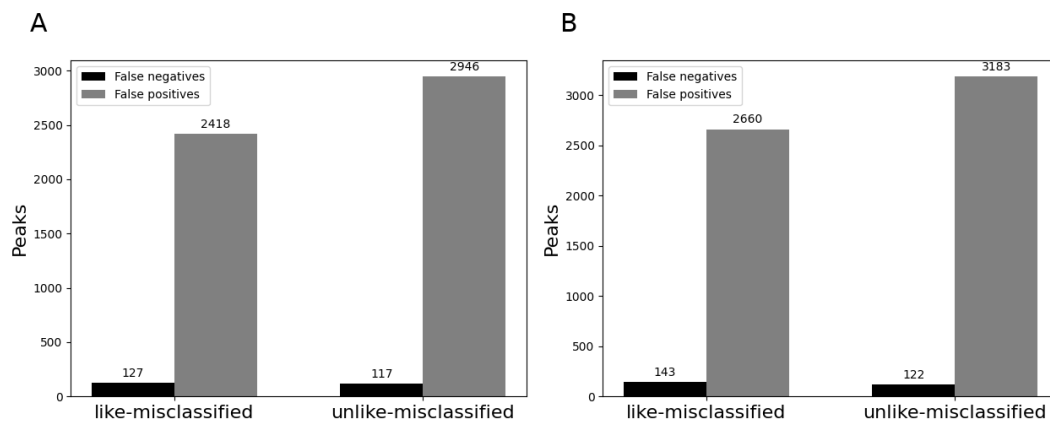 A
False negatives
False positives
3000
2500
2000
1500
1000
500
0
Peaks
2418
2946
127
117
like-misclassified
unlike-misclassified
B
False negatives
False positives
3000
2500
2000
1500
1000
500
0
Peaks
2660
3183
143
122
like-misclassified
unlike-misclassified